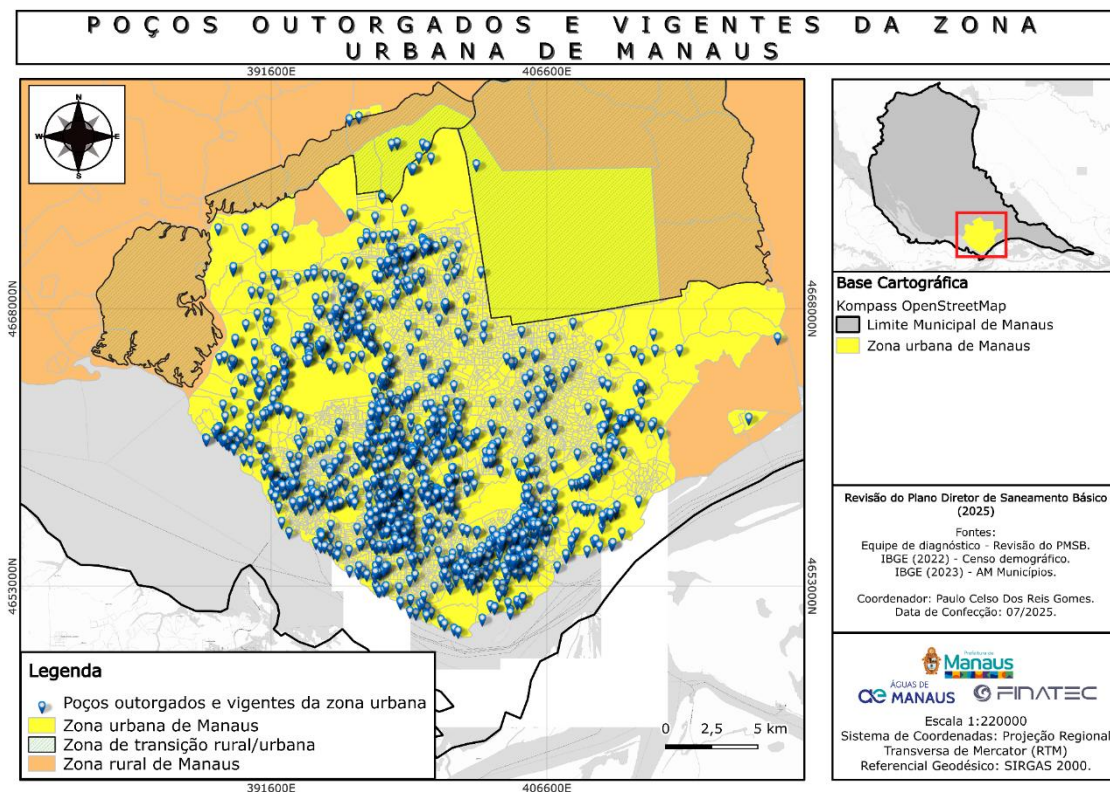 POÇOS OUTORGADOS E VIGENTES DA ZONA
URBANA DE MANAUS
391600E
406600E
N
W
E
S
4668000N
4668000N
4653000N
4653000N
Legenda
Poços outorgados e vigentes da zona urbana
Zona urbana de Manaus
Zona de transição rural/urbana
Zona rural de Manaus
0
2,5
5 km
391600E
406600E
Base Cartográfica
Kompass OpenStreetMap
Limite Municipal de Manaus
Zona urbana de Manaus
Revisão do Plano Diretor de Saneamento Básico
(2025)
Fontes:
Equipe de diagnóstico - Revisão do PMSB.
IBGE (2022) - Censo demográfico.
IBGE (2023) - AM Municípios.
Coordenador: Paulo Celso Dos Reis Gomes.
Data de Confecção: 07/2025.
Prefeitura de
Manaus
ÁGUAS DE
MANAUS
FINATEC
Escala 1:220000
Sistema de Coordenadas: Projeção Regional
Transversa de Mercator (RTM)
Referencial Geodésico: SIRGAS 2000.